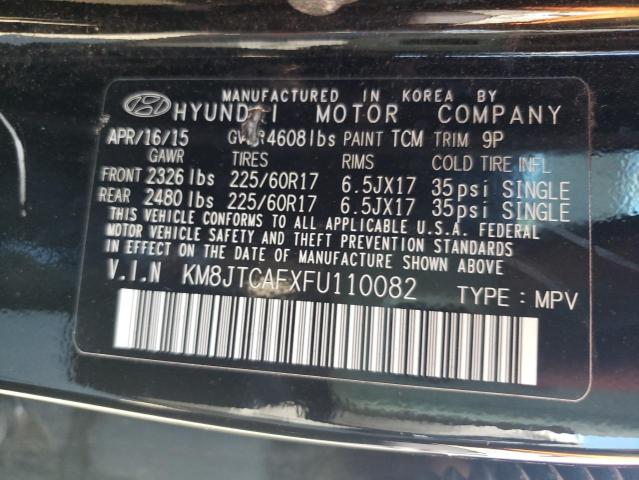 MANUFACTURED IN KOREA BY
HYUNDAI MOTOR COMPANY
APR/16/15 GVWR4608lbs PAINT TCM TRIM 9P
GAWR TIRES RIMS COLD TIRE INFL
FRONT 2326 lbs 225/60R17 6.5JX17 35psi SINGLE
REAR 2480 lbs 225/60R17 6.5JX17 35psi SINGLE
THIS VEHICLE CONFORMS TO ALL APPLICABLE U.S.A. FEDERAL
MOTOR VEHICLE SAFETY AND THEFT PREVENTION STANDARDS
IN EFFECT ON THE DATE OF MANUFACTURE SHOWN ABOVE.
V.I.N KM8JTCAFXFU110082 TYPE: MPV